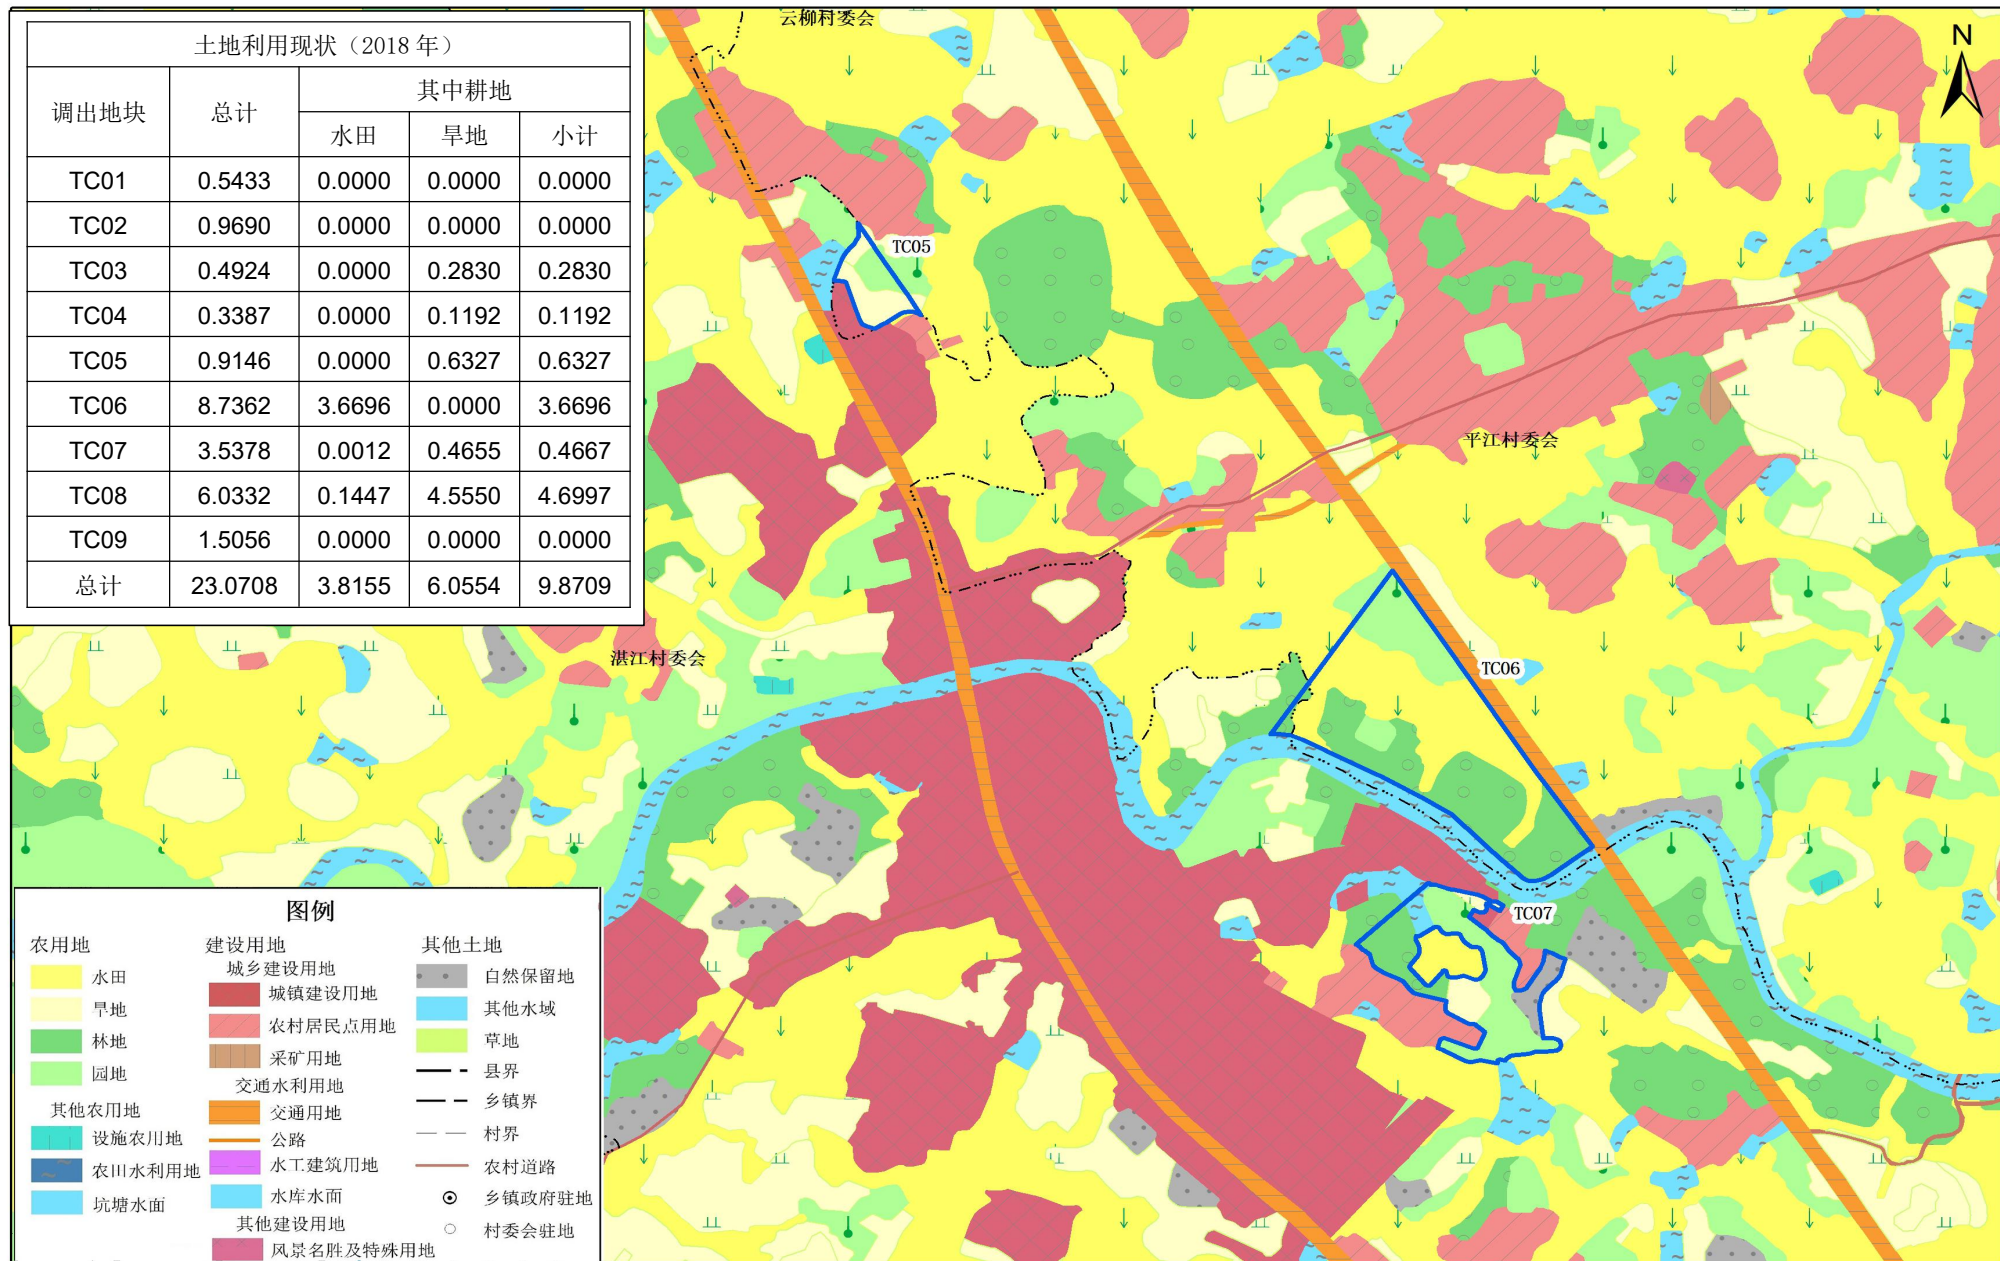 土地利用现状（2018 年）
调出地块 总计 其中耕地
水田 旱地 小计
TC01 0.5433 0.0000 0.0000 0.0000
TC02 0.9690 0.0000 0.0000 0.0000
TC03 0.4924 0.0000 0.2830 0.2830
TC04 0.3387 0.0000 0.1192 0.1192
TC05 0.9146 0.0000 0.6327 0.6327
TC06 8.7362 3.6696 0.0000 3.6696
TC07 3.5378 0.0012 0.4655 0.4667
TC08 6.0332 0.1447 4.5550 4.6997
TC09 1.5056 0.0000 0.0000 0.0000
总计 23.0708 3.8155 6.0554 9.8709
云柳村委会
N
TC05
平江村委会
湛江村委会
TC06
TC07
图例
农用地
水田
旱地
林地
园地
其他农用地
设施农用地
农田水利用地
坑塘水面
建设用地
城乡建设用地
城镇建设用地
农村居民点用地
采矿用地
交通水利用地
交通用地
公路
水工建筑用地
水库水面
其他建设用地
风景名胜及特殊用地
其他土地
自然保留地
其他水域
草地
县界
乡镇界
村界
农村道路
乡镇政府驻地
村委会驻地